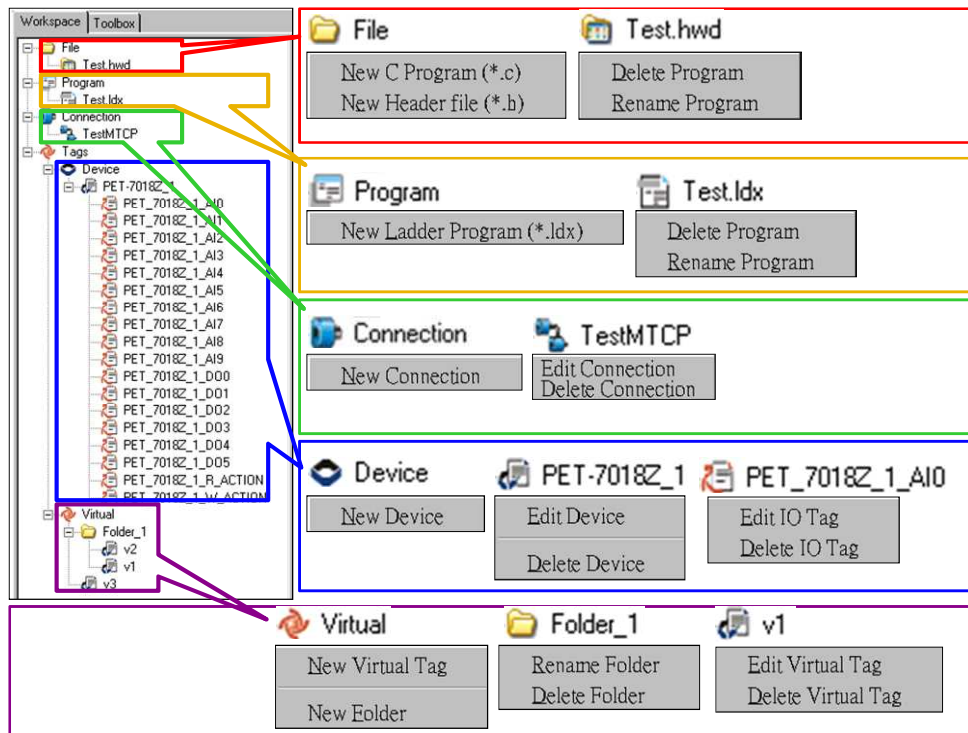 Workspace Toolbox
File
Test.hwd
Program
Test.ldx
Connection
TestMTCP
Tags
Device
PET-7018Z_1
PET_7018Z_1_AI0
PET_7018Z_1_AI1
PET_7018Z_1_AI2
PET_7018Z_1_AI3
PET_7018Z_1_AI4
PET_7018Z_1_AI5
PET_7018Z_1_AI6
PET_7018Z_1_AI7
PET_7018Z_1_AI8
PET_7018Z_1_AI9
PET_7018Z_1_DO0
PET_7018Z_1_DO1
PET_7018Z_1_DO2
PET_7018Z_1_DO3
PET_7018Z_1_DO4
PET_7018Z_1_DO5
PET_7018Z_1_R_ACTION
PET_7018Z_1_W_ACTION
Virtual
Folder_1
v2
v1
v3
File
New C Program (*.c)
New Header file (*.h)
Test.hwd
Delete Program
Rename Program
Program
New Ladder Program (*.ldx)
Test.ldx
Delete Program
Rename Program
Connection
New Connection
TestMTCP
Edit Connection
Delete Connection
Device
New Device
PET-7018Z_1
Edit Device
Delete Device
PET_7018Z_1_AI0
Edit IO Tag
Delete IO Tag
Virtual
New Virtual Tag
New Folder
Folder_1
Rename Folder
Delete Folder
v1
Edit Virtual Tag
Delete Virtual Tag